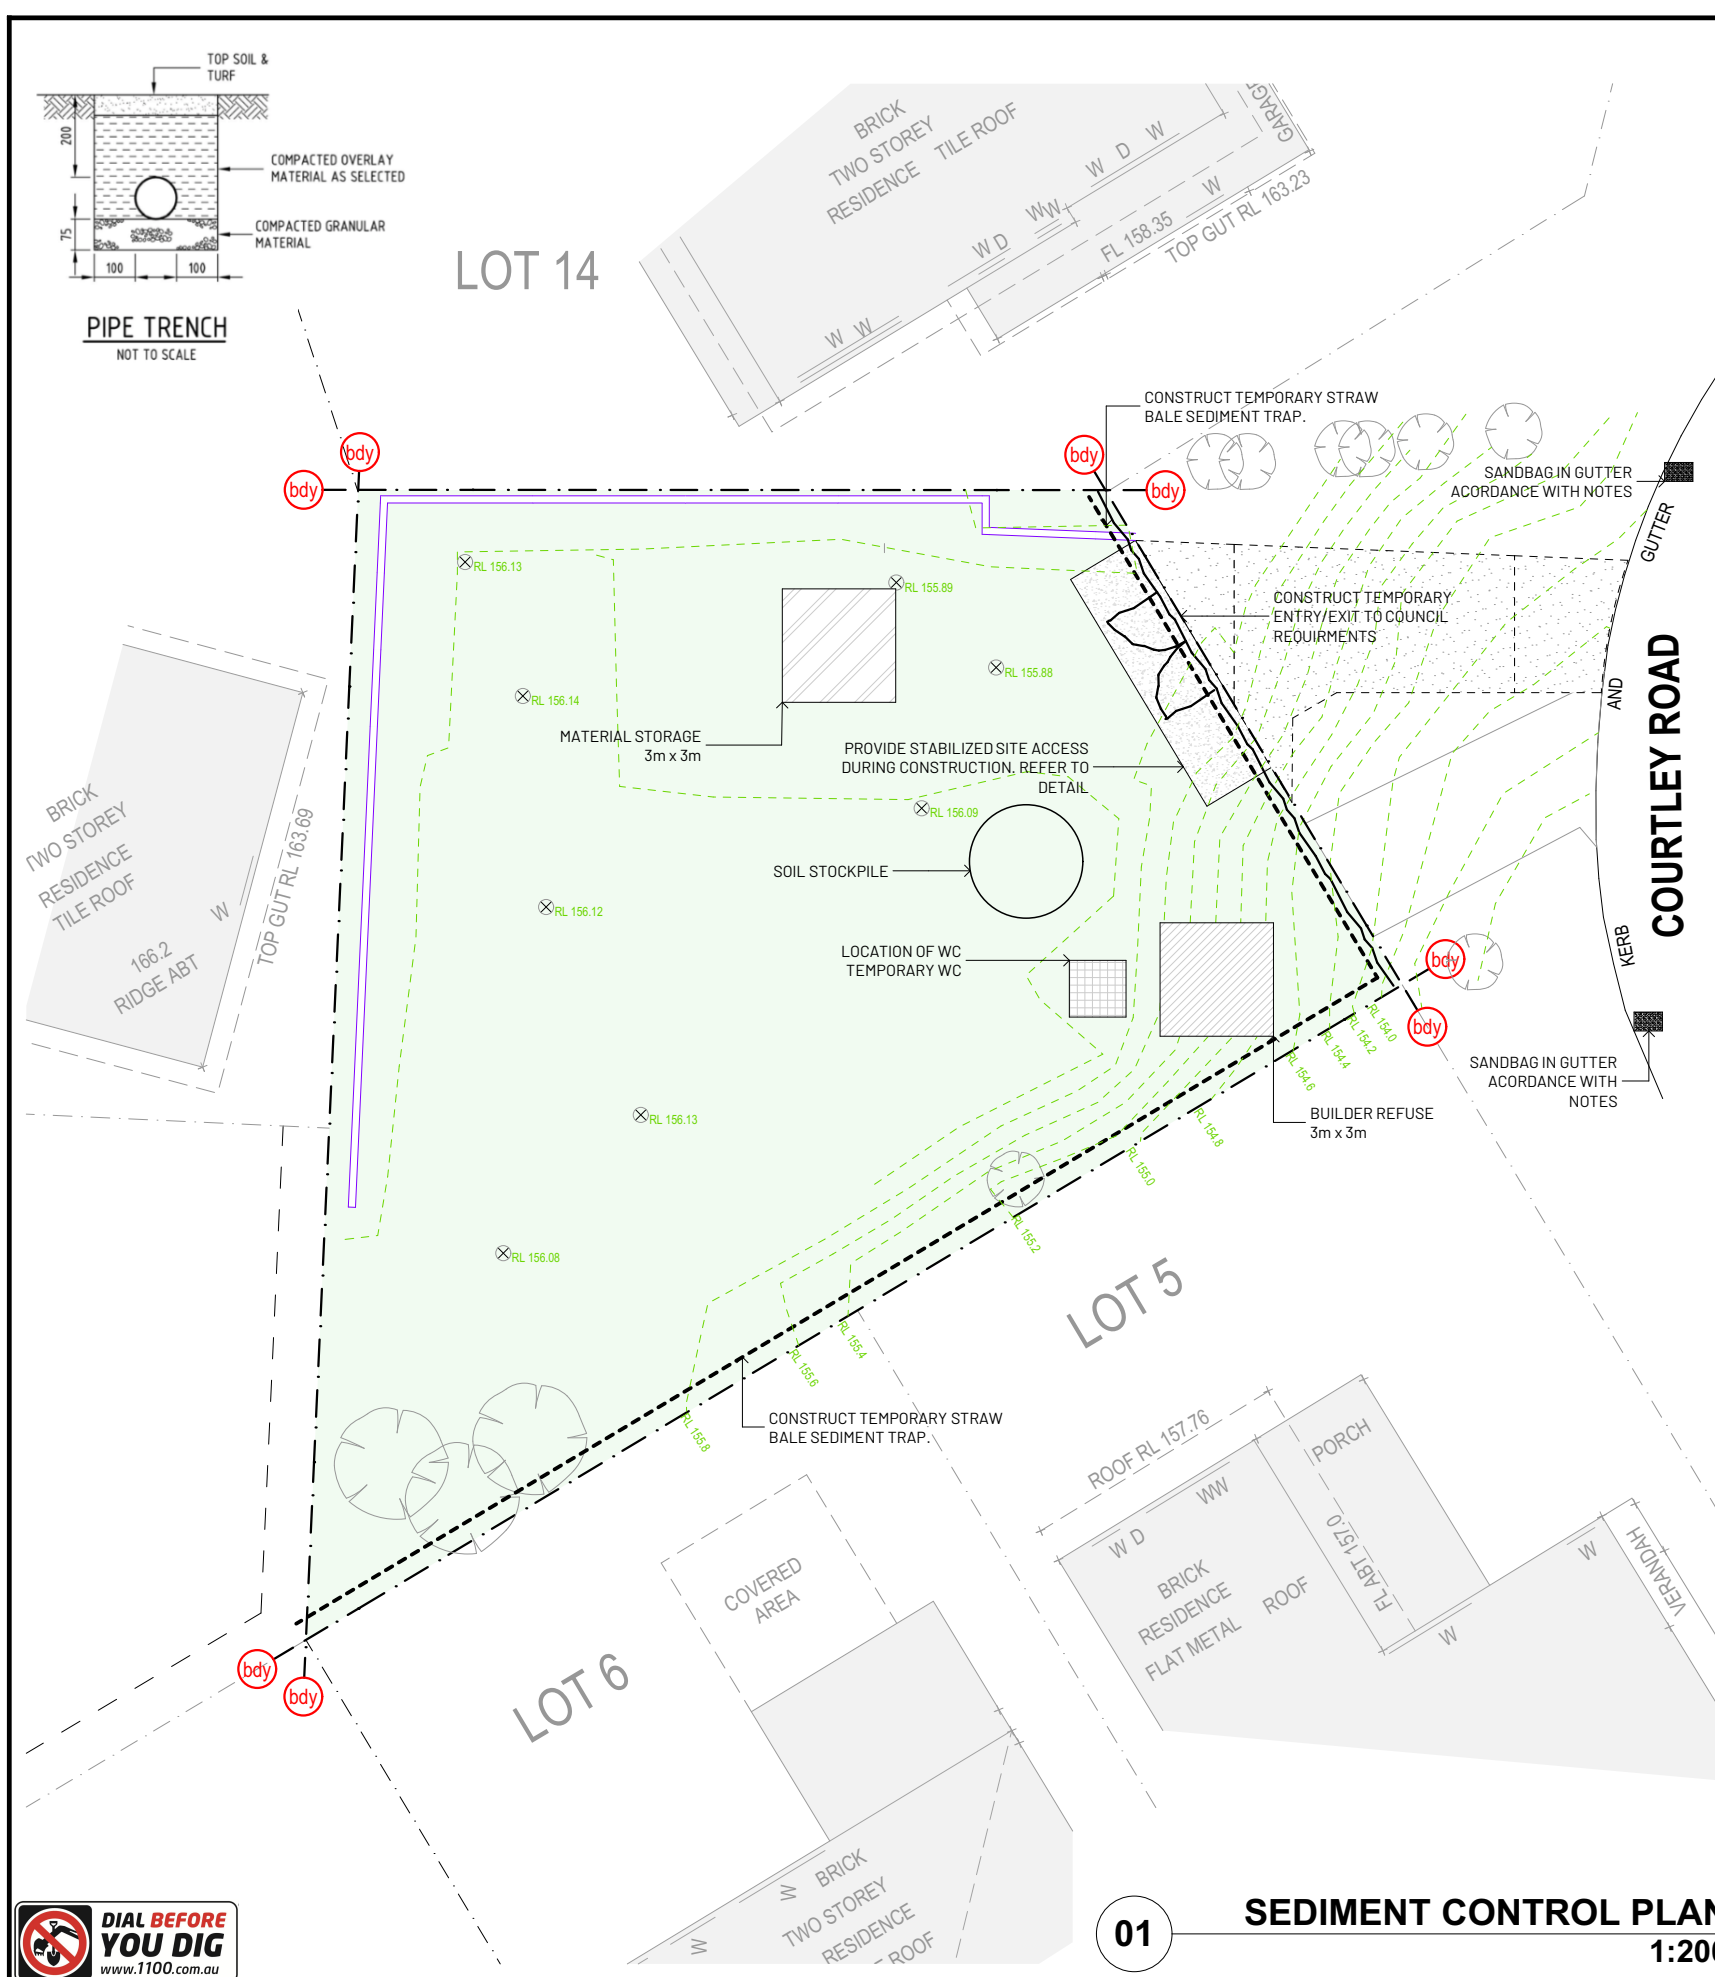 TOP SOIL &
TURF
200
COMPACTED OVERLAY
MATERIAL AS SELECTED
75
COMPACTED GRANULAR
MATERIAL
100
100
PIPE TRENCH
NOT TO SCALE
LOT 14
BRICK
TWO STOREY
RESIDENCE TILE ROOF
GARAGE
W D W
W
WW
W D
W W
FL 158.35
TOP GUT RL 163.23
CONSTRUCT TEMPORARY STRAW
BALE SEDIMENT TRAP.
bdy
bdy
bdy
bdy
SANDBAG IN GUTTER
ACORDANCE WITH NOTES
GUTTER
AND
KERB
COURTLEY ROAD
RL 156.13
RL 155.89
RL 155.88
RL 156.14
CONSTRUCT TEMPORARY
ENTRY/EXIT TO COUNCIL
REQUIRMENTS
MATERIAL STORAGE
3m x 3m
PROVIDE STABILIZED SITE ACCESS
DURING CONSTRUCTION. REFER TO
DETAIL
RL 156.09
SOIL STOCKPILE
BRICK
TWO STOREY
RESIDENCE
TILE ROOF
W
166.2
RIDGE ABT
TOP GUT RL 163.69
RL 156.12
LOCATION OF WC
TEMPORARY WC
bdy
bdy
RL 154.0
RL 154.2
RL 154.4
RL 154.6
RL 154.8
RL 155.0
RL 155.2
RL 155.4
RL 155.6
RL 155.8
SANDBAG IN GUTTER
ACORDANCE WITH
NOTES
BUILDER REFUSE
3m x 3m
RL 156.13
RL 156.08
LOT 5
CONSTRUCT TEMPORARY STRAW
BALE SEDIMENT TRAP.
ROOF RL 157.76
PORCH
WW
W D
FL ABT 157.0
BRICK
RESIDENCE
FLAT METAL ROOF
W
W
VERANDAH
COVERED
AREA
LOT 6
bdy
bdy
BRICK
TWO STOREY
RESIDENCE
ROOF
W
W
DIAL BEFORE
YOU DIG
www.1100.com.au
01
SEDIMENT CONTROL PLAN
1:200